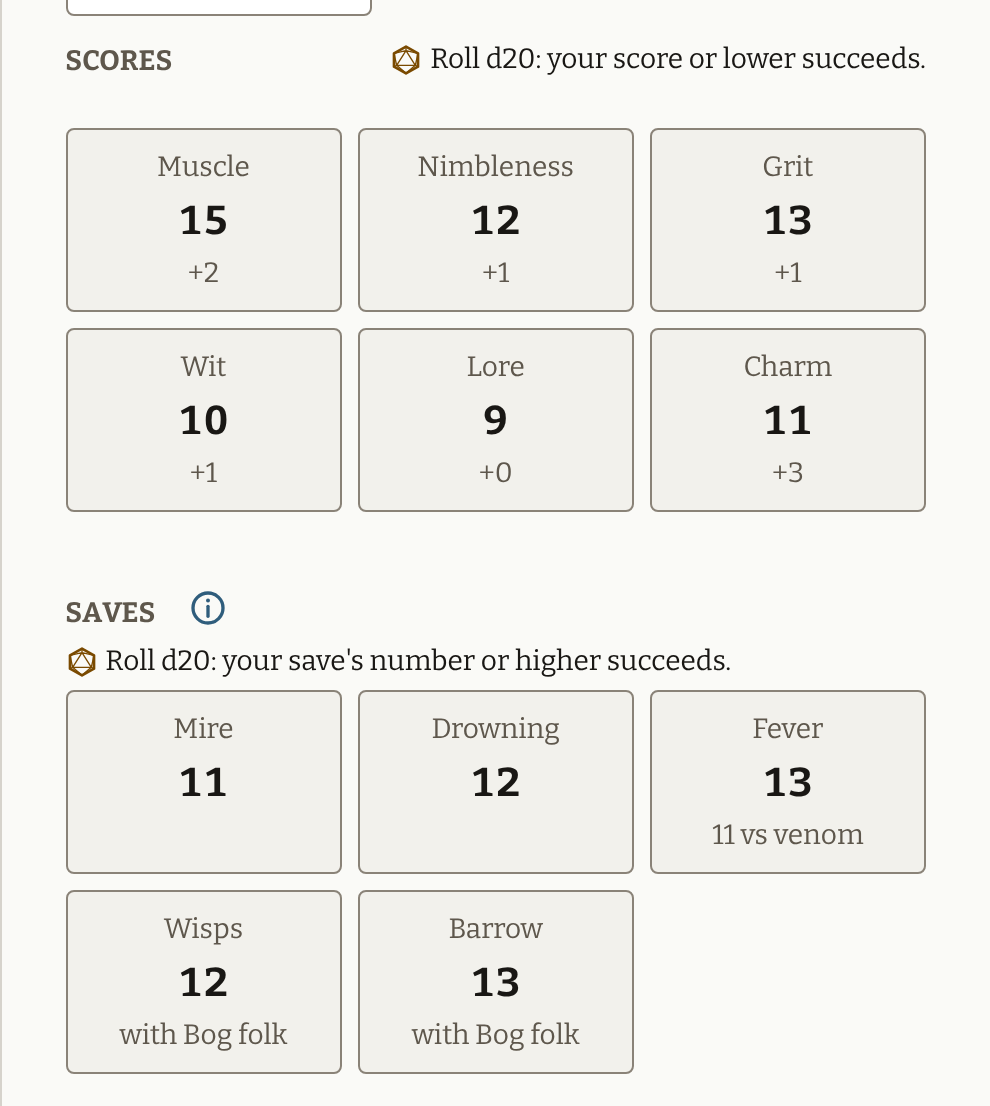 SCORES
Roll d20: your score or lower succeeds.
Muscle
15
+2
Nimbleness
12
+1
Grit
13
+1
Wit
10
+1
Lore
9
+0
Charm
11
+3
SAVES
Roll d20: your save's number or higher succeeds.
Mire
11
Drowning
12
Fever
13
11 vs venom
Wisps
12
with Bog folk
Barrow
13
with Bog folk